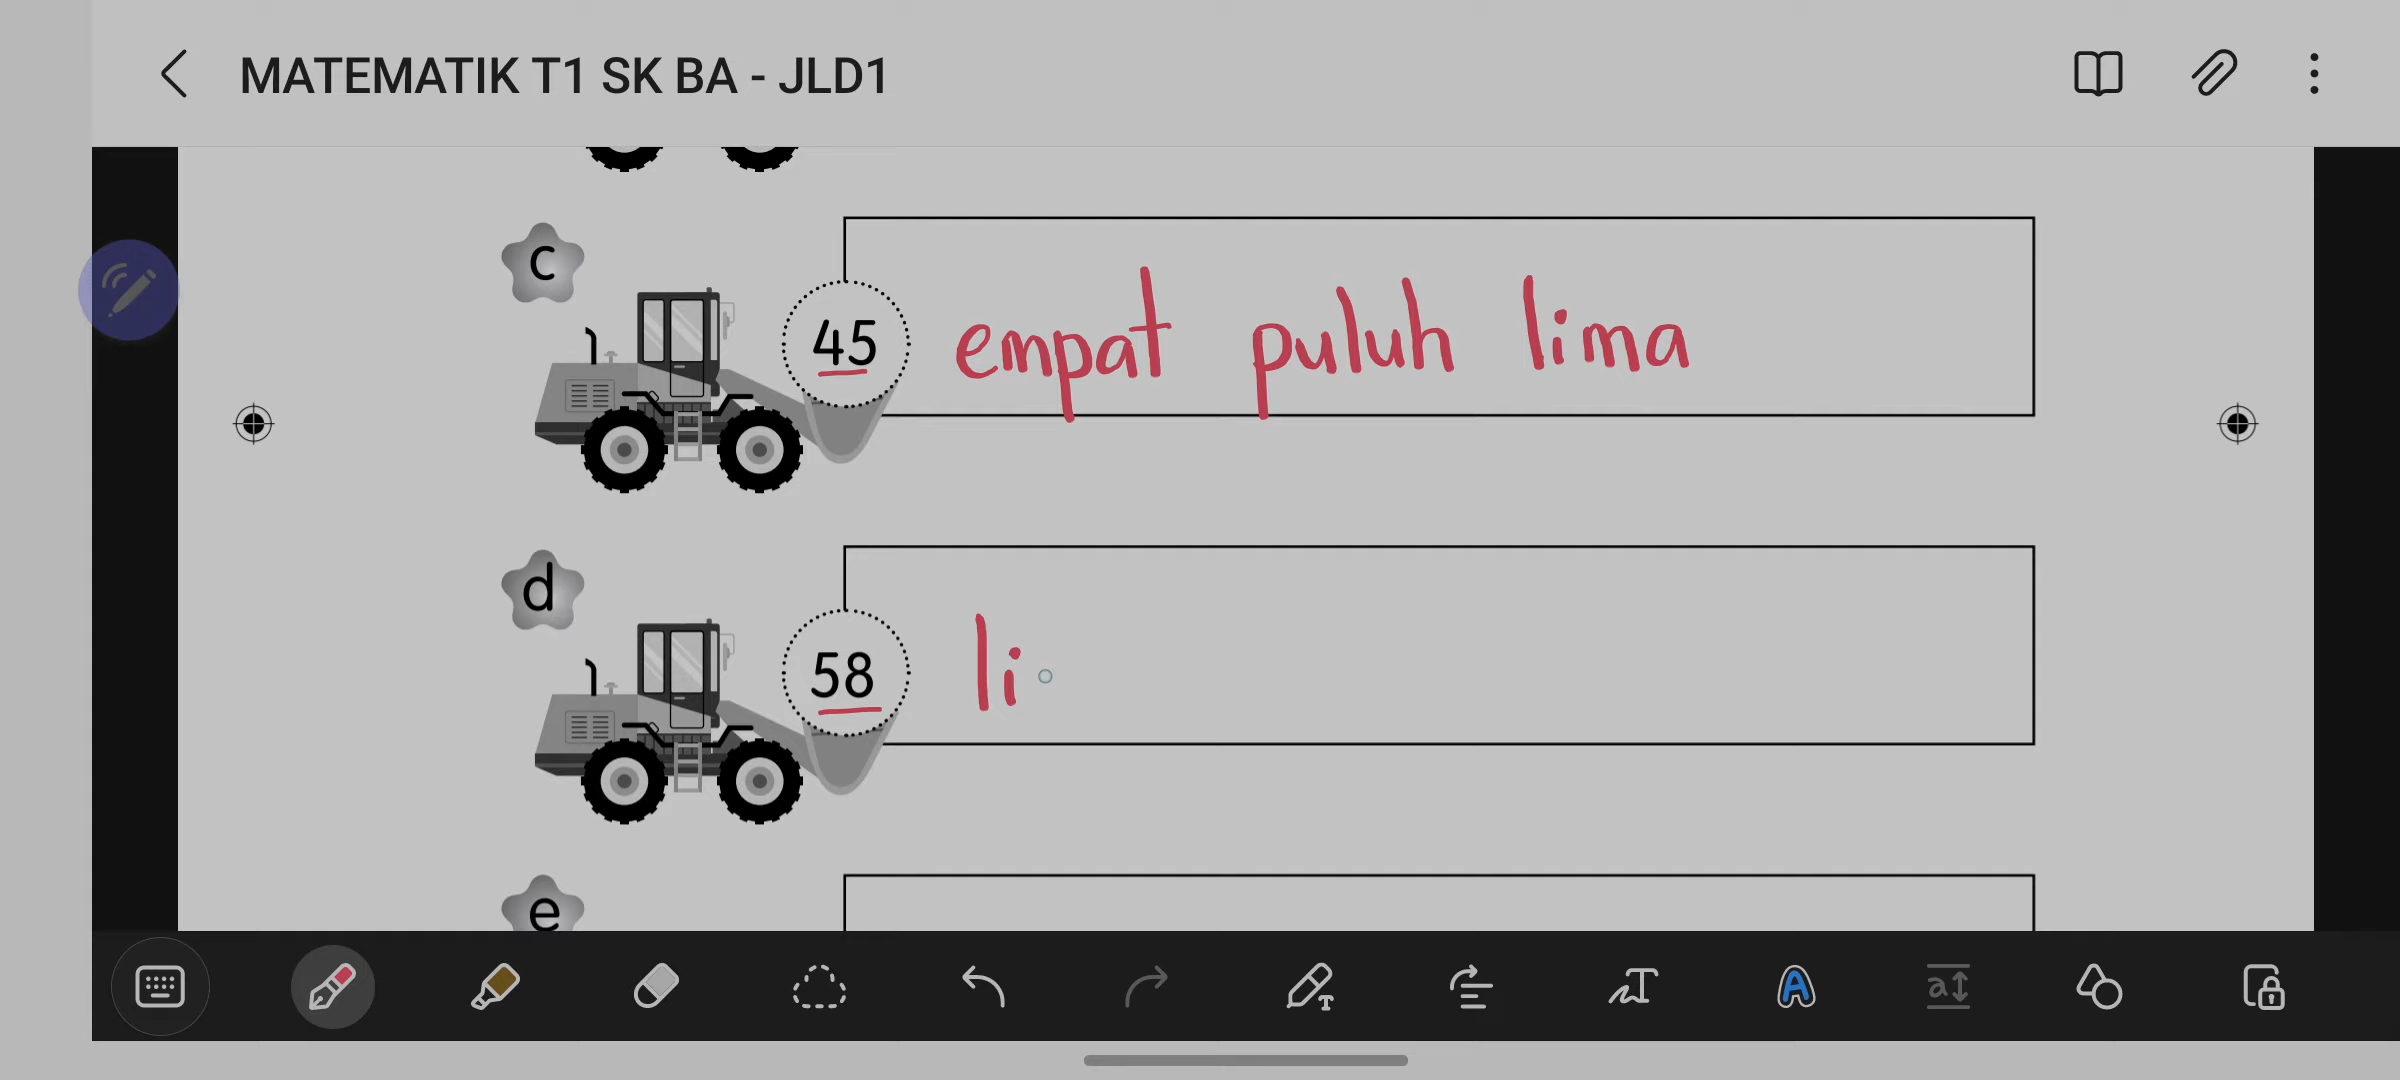 MATEMATIK T1 SK BA - JLD1
c
45 empat puluh lima
d
58 li
e